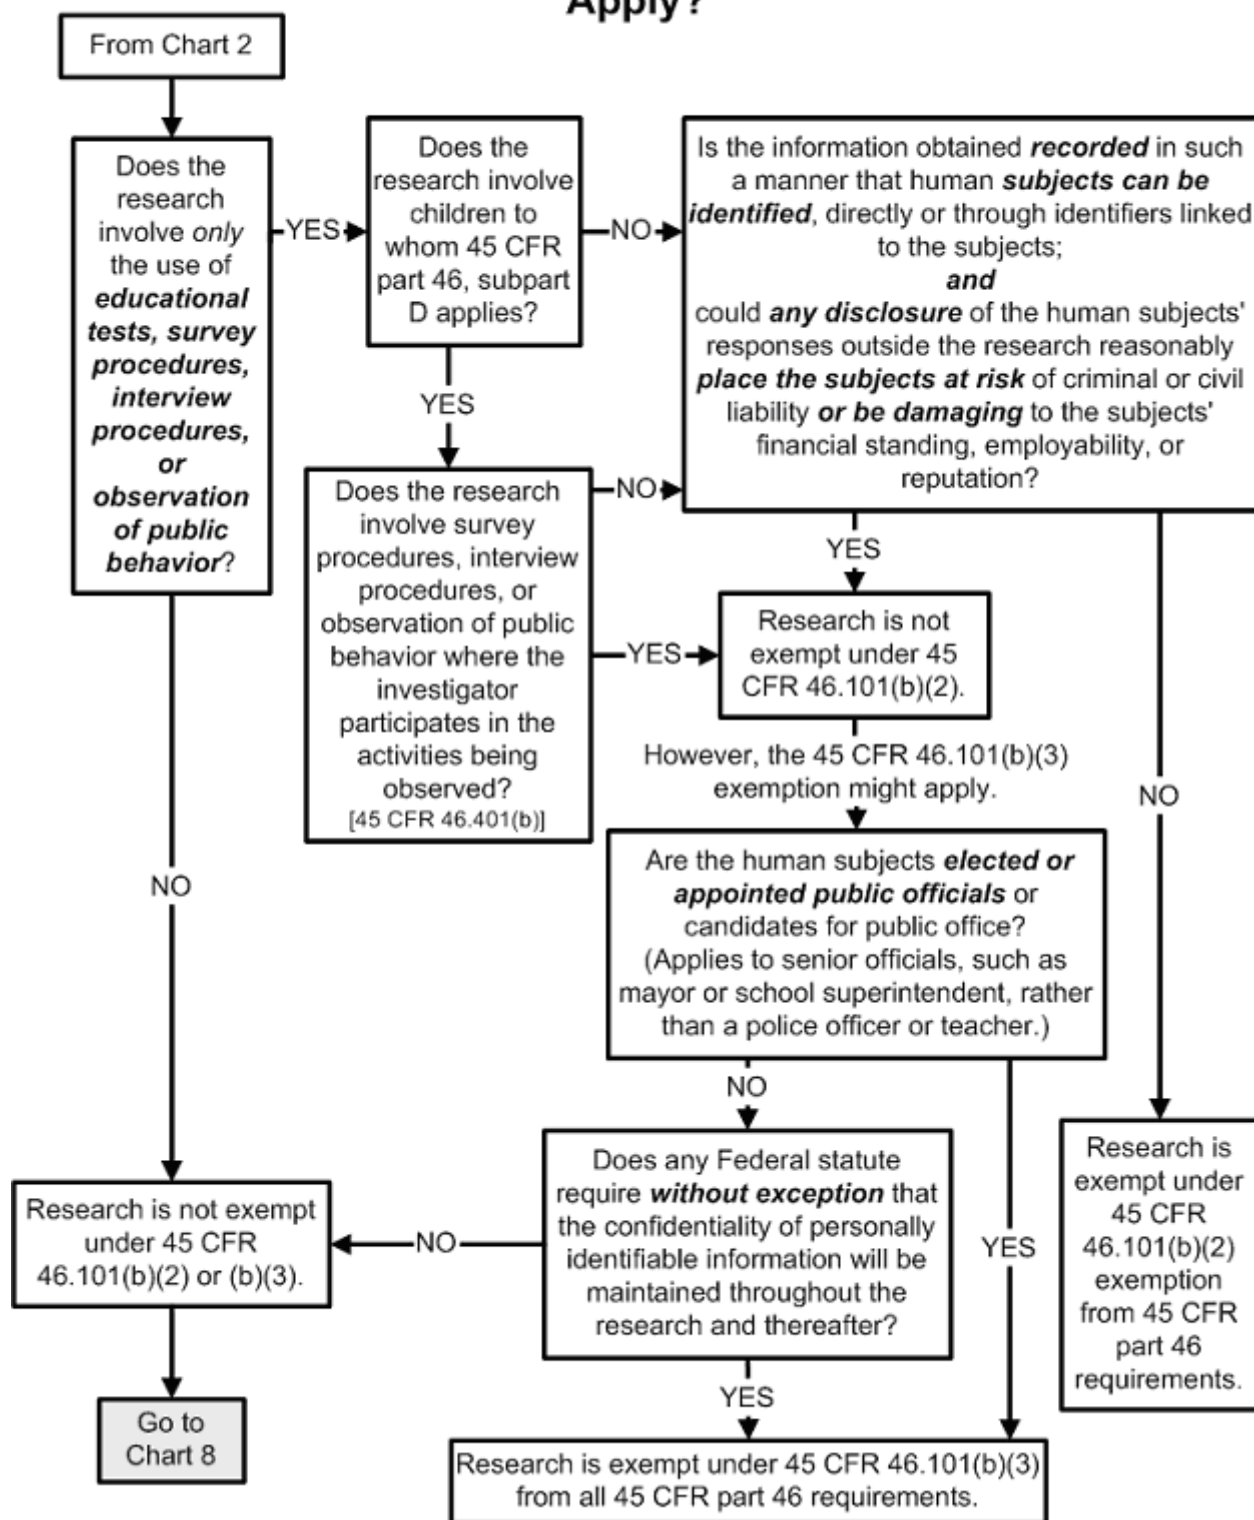 Apply?
From Chart 2
Does the
research
involve only
the use of
educational
tests, survey
procedures,
interview
procedures,
or
observation
of public
behavior?
YES
Does the
research involve
children to
whom 45 CFR
part 46, subpart
D applies?
NO
Is the information obtained recorded in such
a manner that human subjects can be
identified, directly or through identifiers linked
to the subjects;
and
could any disclosure of the human subjects'
responses outside the research reasonably
place the subjects at risk of criminal or civil
liability or be damaging to the subjects'
financial standing, employability, or
reputation?
YES
Does the research
involve survey
procedures, interview
procedures, or
observation of public
behavior where the
investigator
participates in the
activities being
observed?
[45 CFR 46.401(b)]
NO
YES
YES
Research is not
exempt under 45
CFR 46.101(b)(2).
However, the 45 CFR 46.101(b)(3)
exemption might apply.
NO
Are the human subjects elected or
appointed public officials or
candidates for public office?
(Applies to senior officials, such as
mayor or school superintendent, rather
than a police officer or teacher.)
NO
NO
Does any Federal statute
require without exception that
the confidentiality of personally
identifiable information will be
maintained throughout the
research and thereafter?
YES
Research is
exempt under
45 CFR
46.101(b)(2)
exemption
from 45 CFR
part 46
requirements.
NO
Research is not exempt
under 45 CFR
46.101(b)(2) or (b)(3).
Go to
Chart 8
YES
Research is exempt under 45 CFR 46.101(b)(3)
from all 45 CFR part 46 requirements.